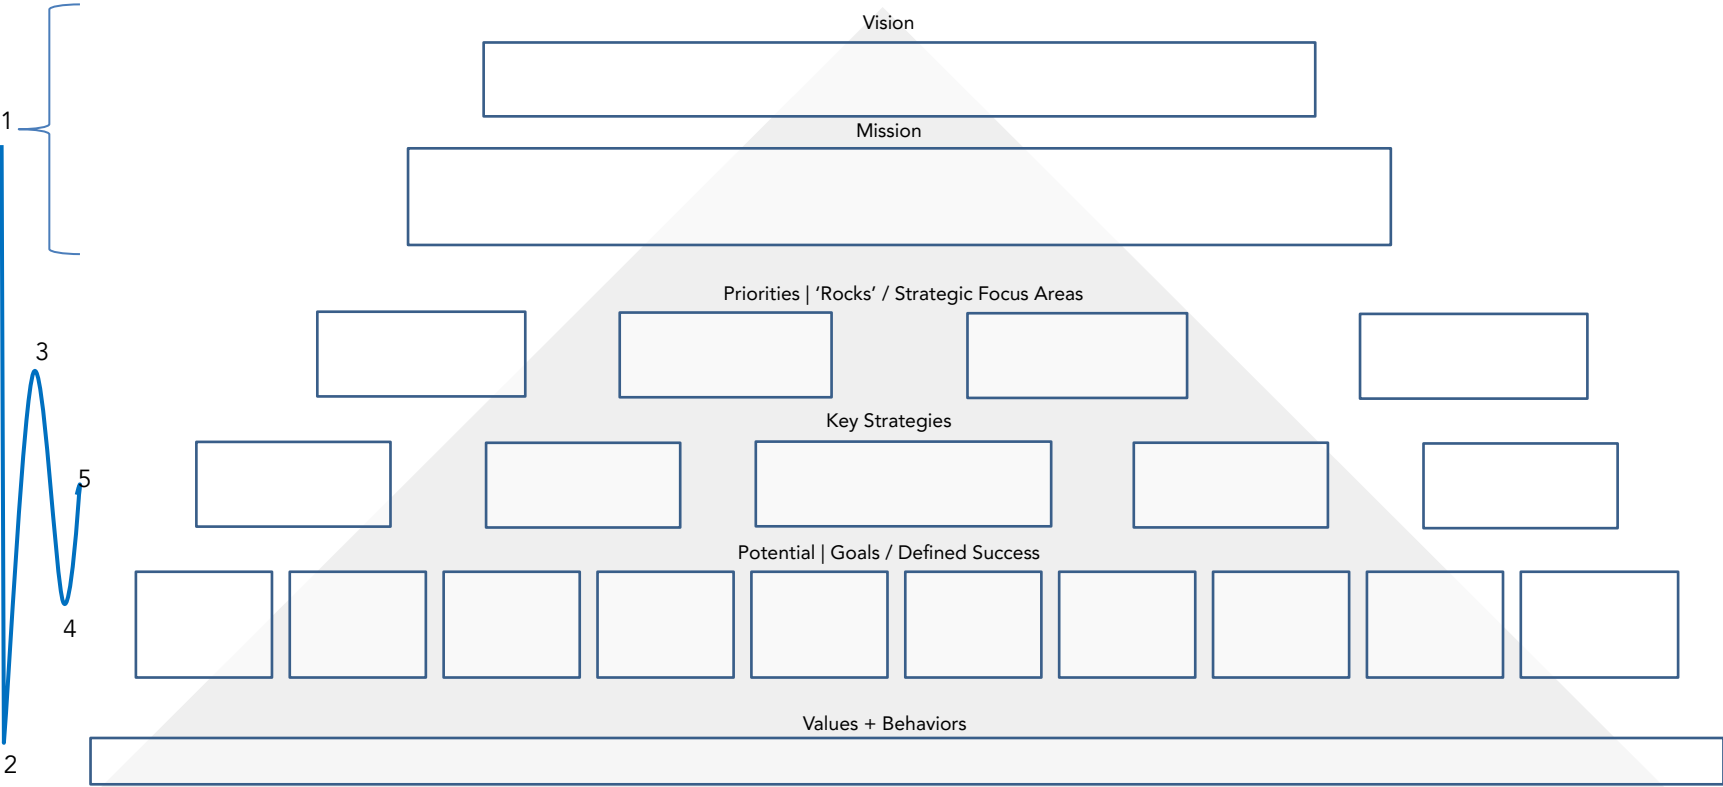 Vision
1
Mission
Priorities | ‘Rocks’ / Strategic Focus Areas
3
Key Strategies
5
Potential | Goals / Defined Success
4
Values + Behaviors
2